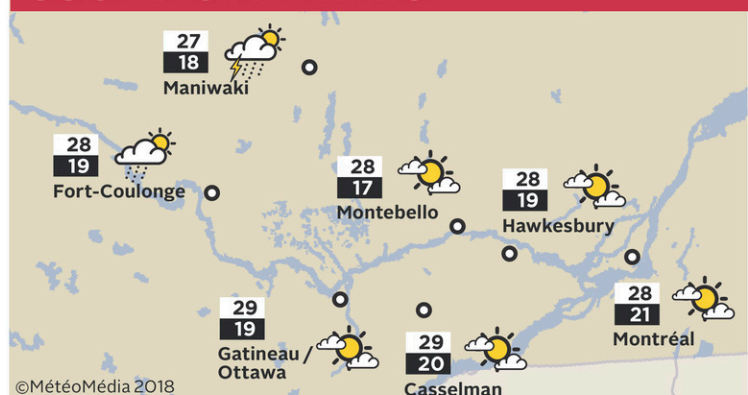 27
18
Maniwaki
28
19
Fort-Coulonge
28
17
Montebello
28
19
Hawkesbury
28
21
Montréal
29
19
Gatineau /
Ottawa
29
20
Casselman
©MétéoMédia 2018